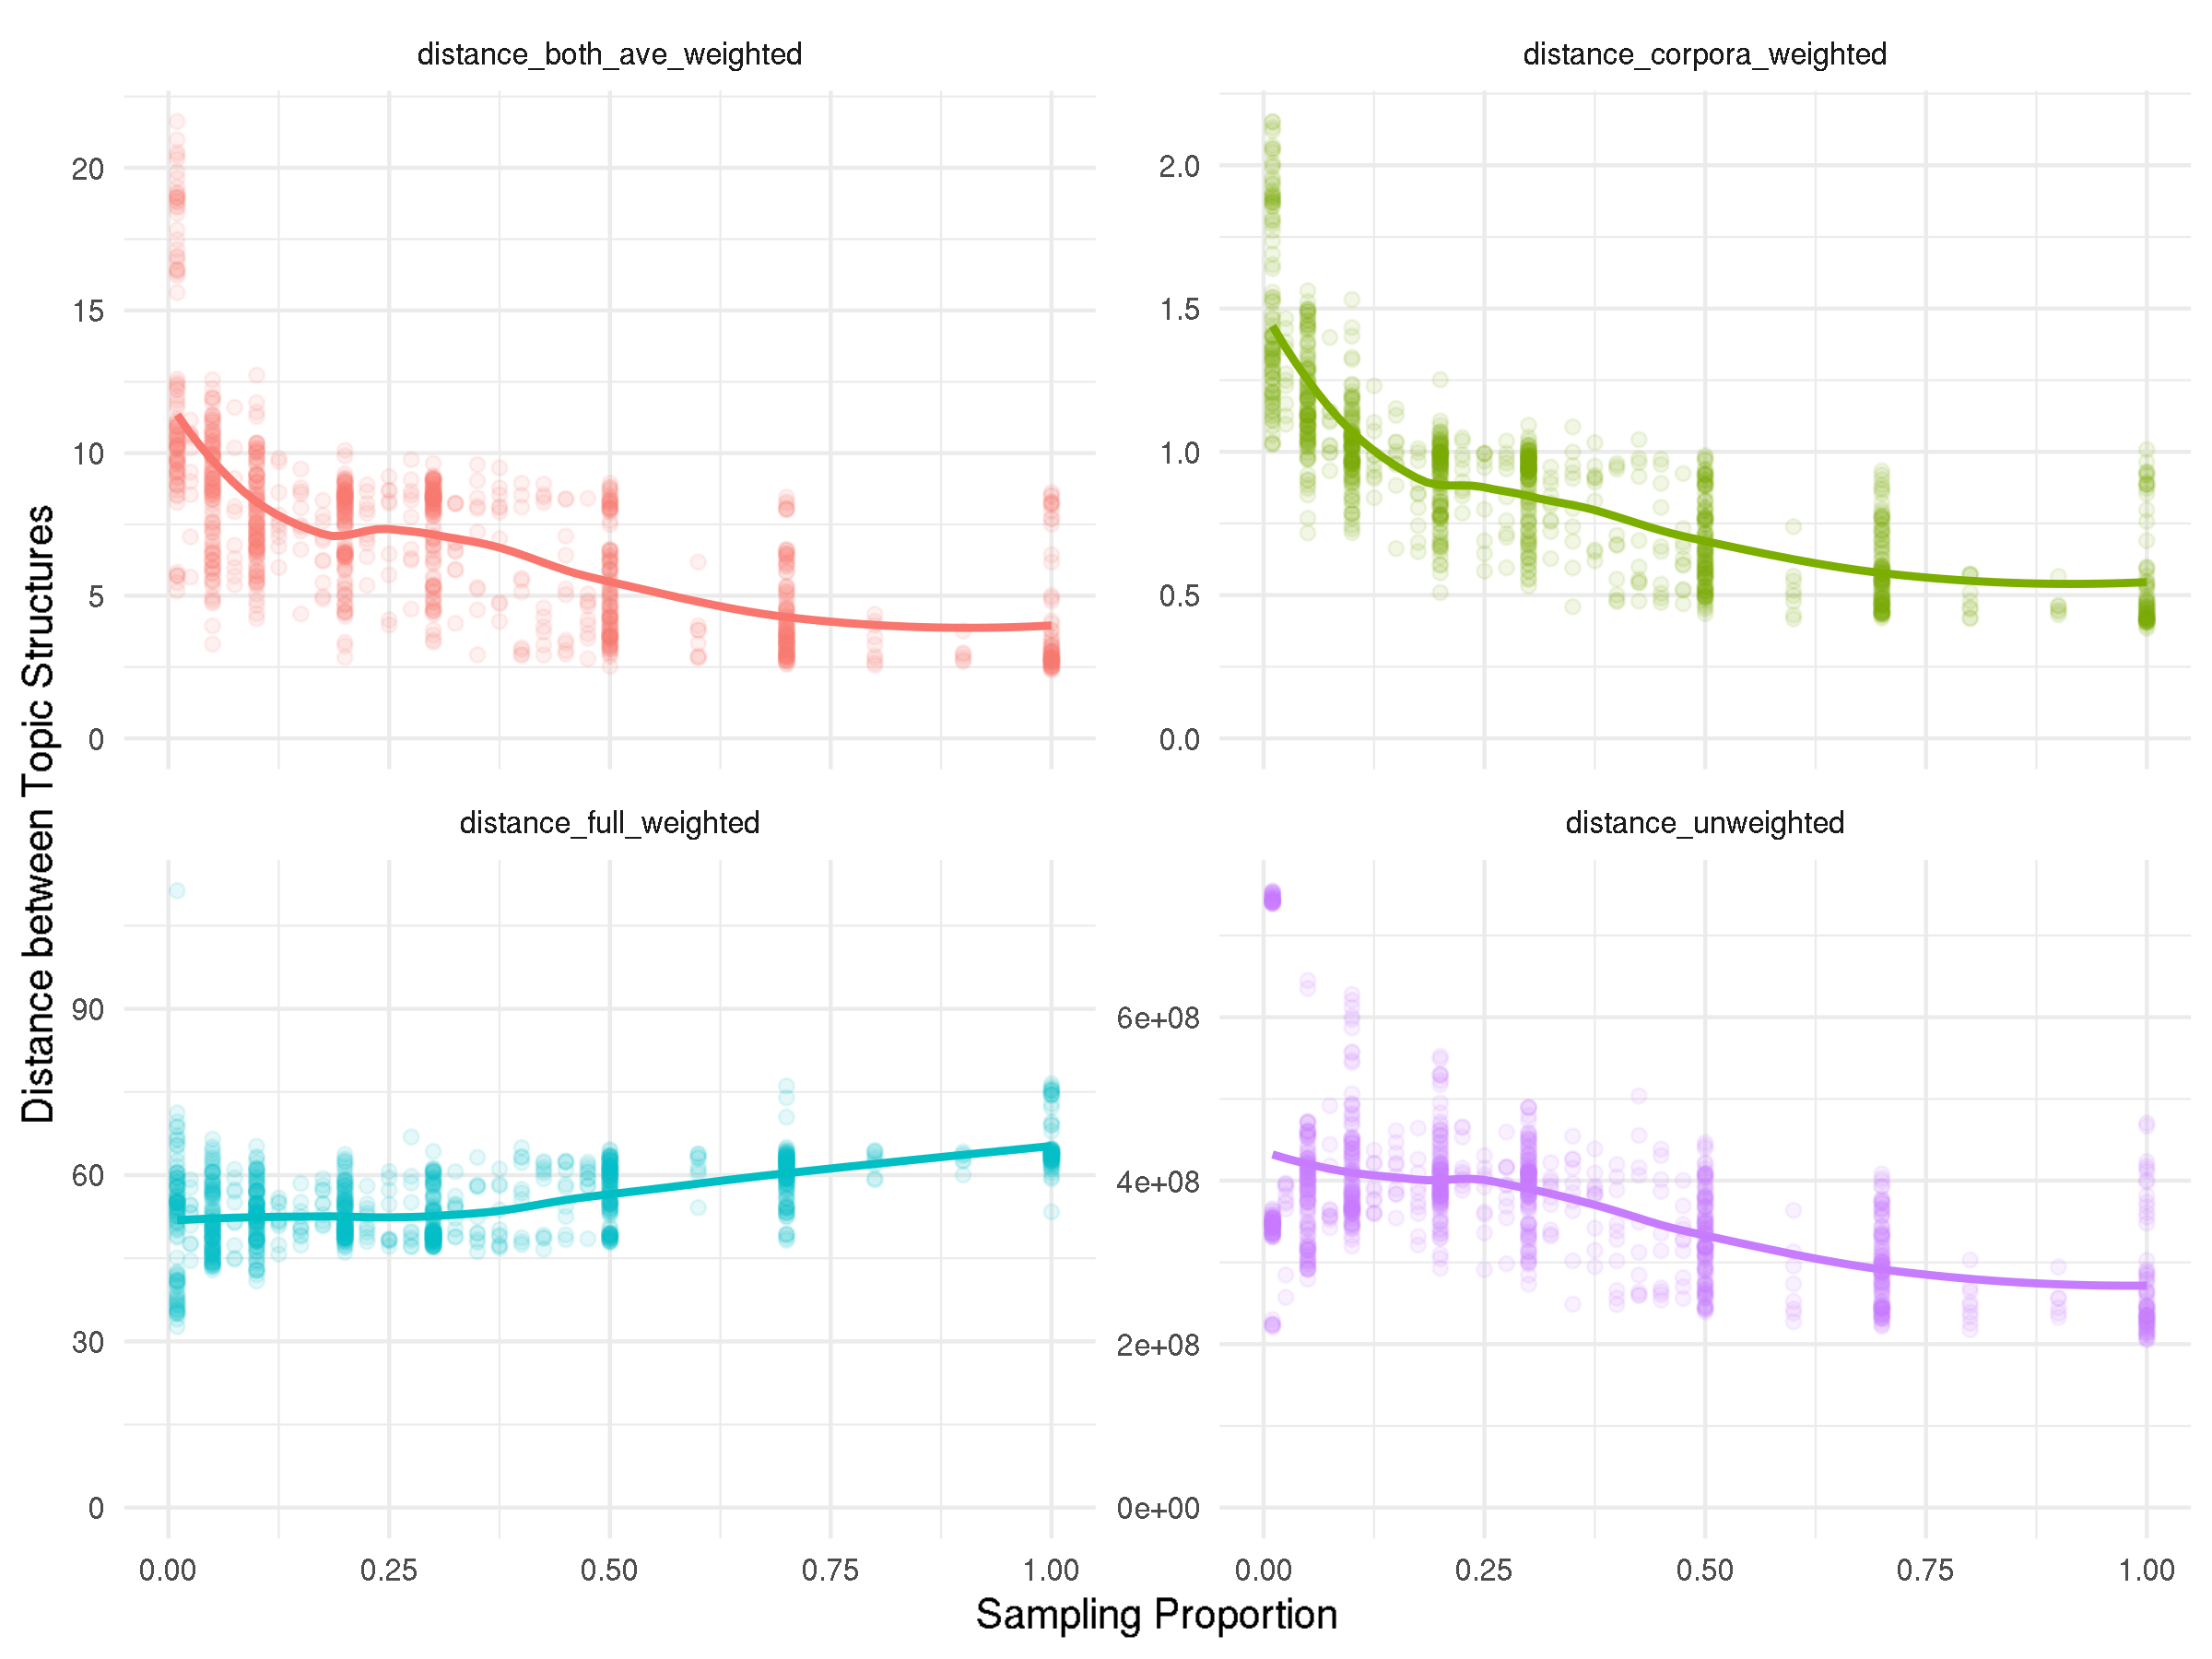 distance_both_ave_weighted
distance_corpora_weighted
20
15
10
5
0
2.0
1.5
1.0
0.5
0.0
Distance between Topic Structures
distance_full_weighted
distance_unweighted
90
60
30
0
6e+08
4e+08
2e+08
0e+00
0.00 0.25 0.50 0.75 1.00
0.00 0.25 0.50 0.75 1.00
Sampling Proportion